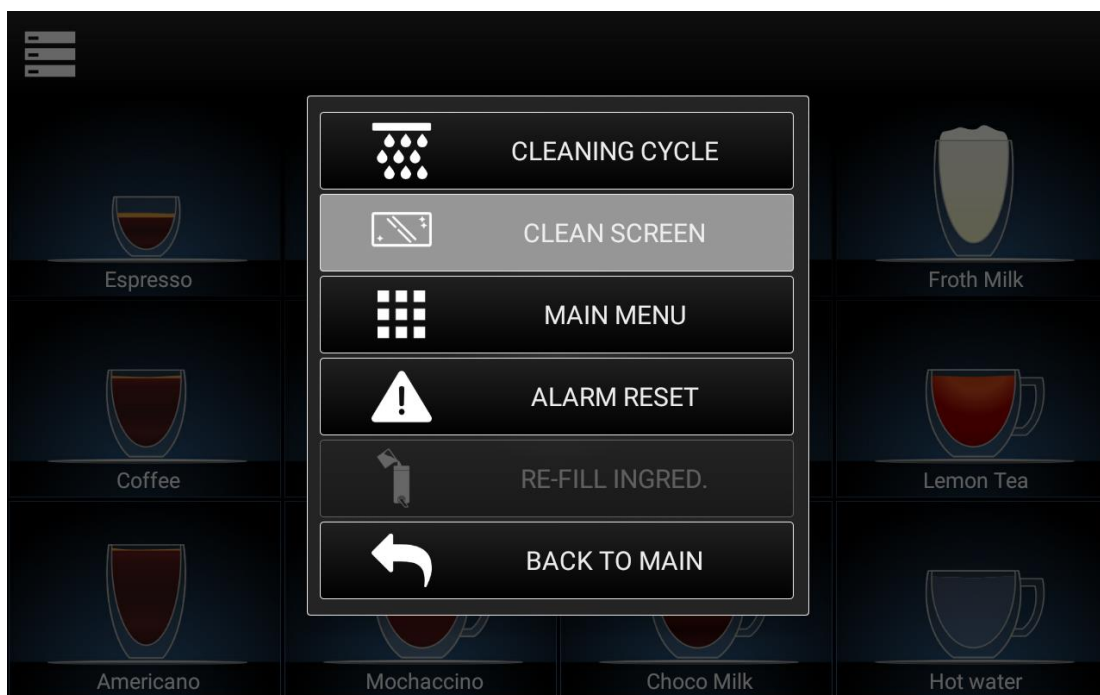 CLEANING CYCLE
CLEAN SCREEN
Espresso
Froth Milk
MAIN MENU
ALARM RESET
Coffee
RE-FILL INGRED.
Lemon Tea
BACK TO MAIN
Americano
Mochaccino
Choco Milk
Hot water